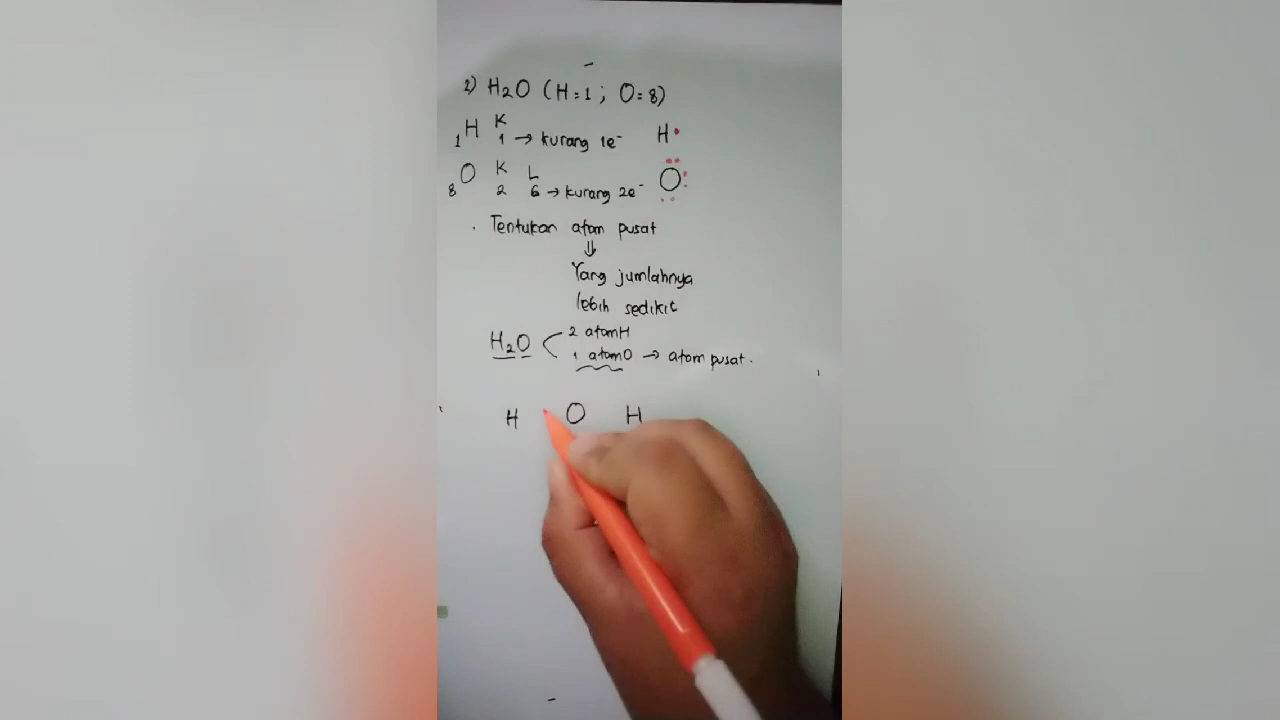 2) H₂O (H=1 ; O=8)
₁H K H
1 → kurang 1e⁻
₈O K L O
2 6 → kurang 2e⁻
. Tentukan atom pusat
⇓
Yang jumlahnya
lebih sedikit
H₂O < 2 atom H
1 atom O → atom pusat.
H O H